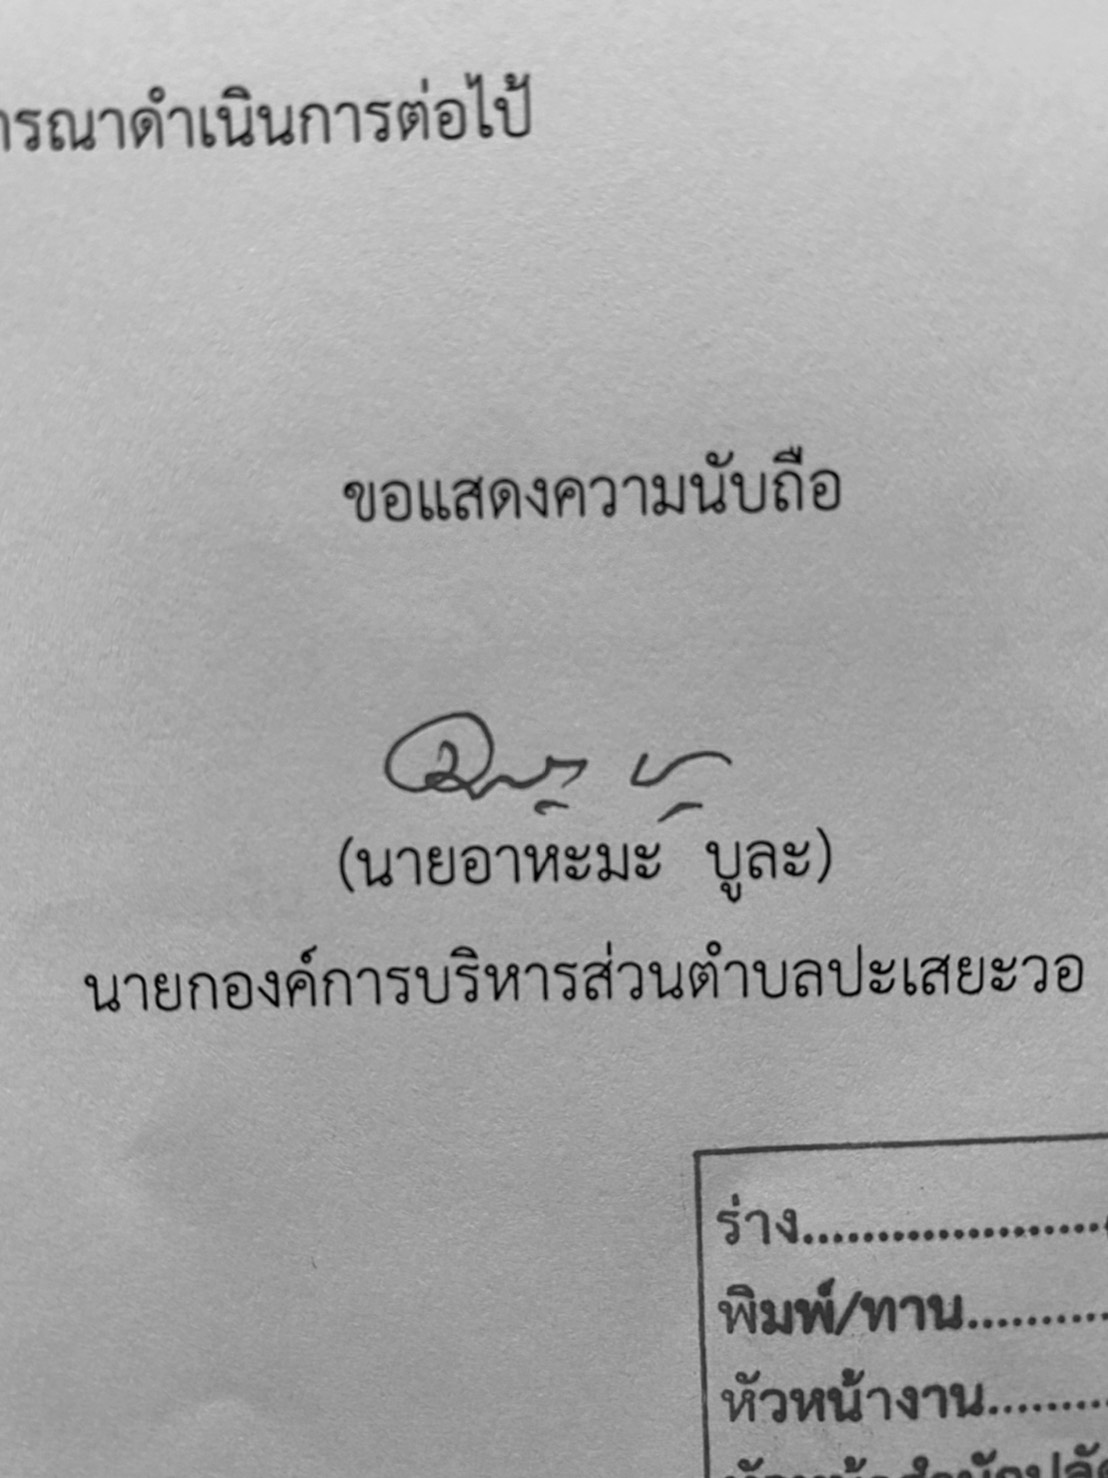 ารณาดำเนินการต่อไป
ขอแสดงความนับถือ
(นายอาหะมะ บูละ)
นายกองค์การบริหารส่วนตำบลปะเสยะวอ
ร่าง.....................
พิมพ์/ทาน..........
หัวหน้างาน.........